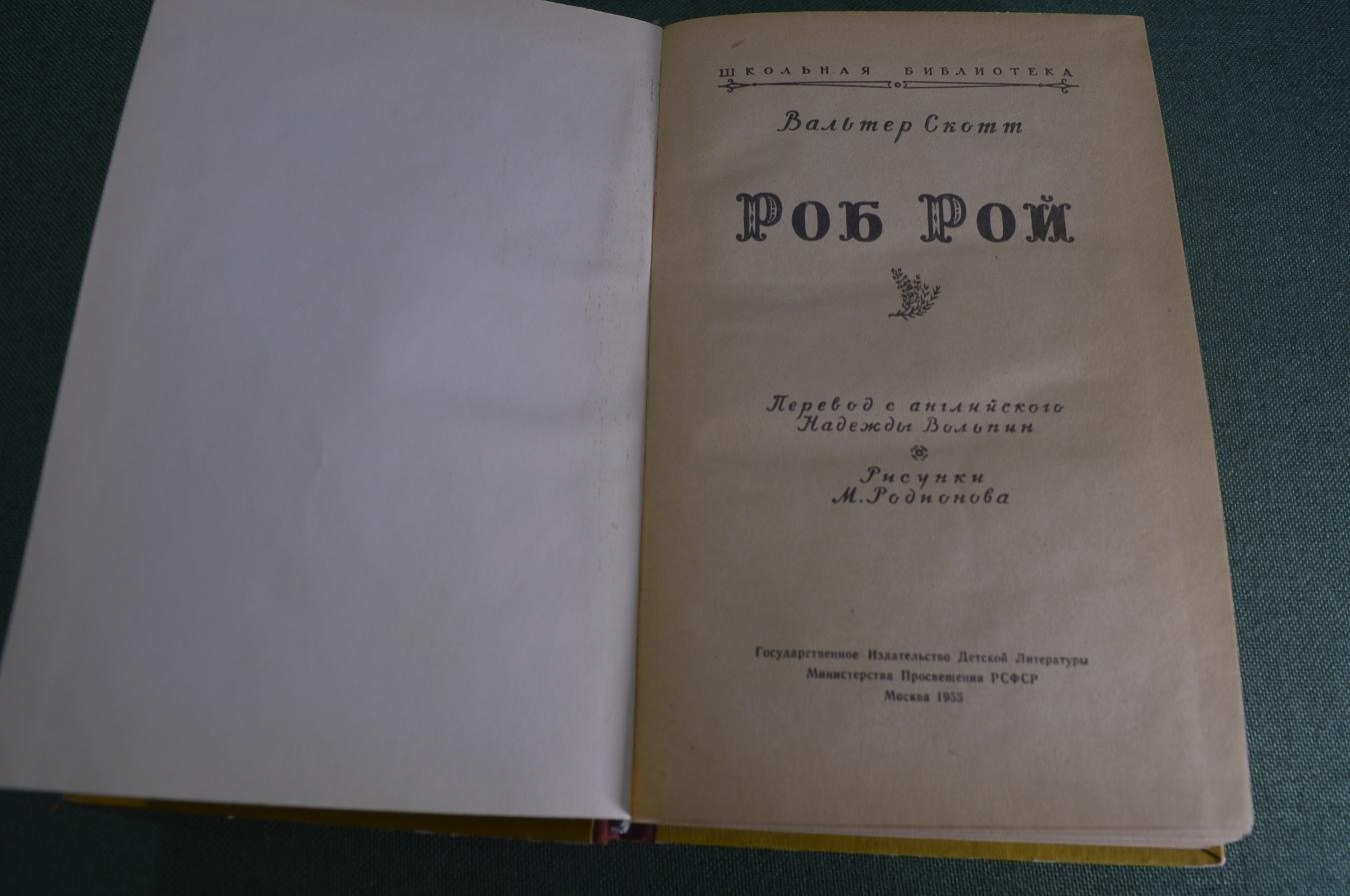 ШКОЛЬНАЯ БИБЛИОТЕКА
Вальтер Скотт
РОБ РОЙ
Перевод с английского
Надежды Вольпин
Рисунки
М. Родионова
Государственное Издательство Детской Литературы
Министерства Просвещения РСФСР
Москва 1955